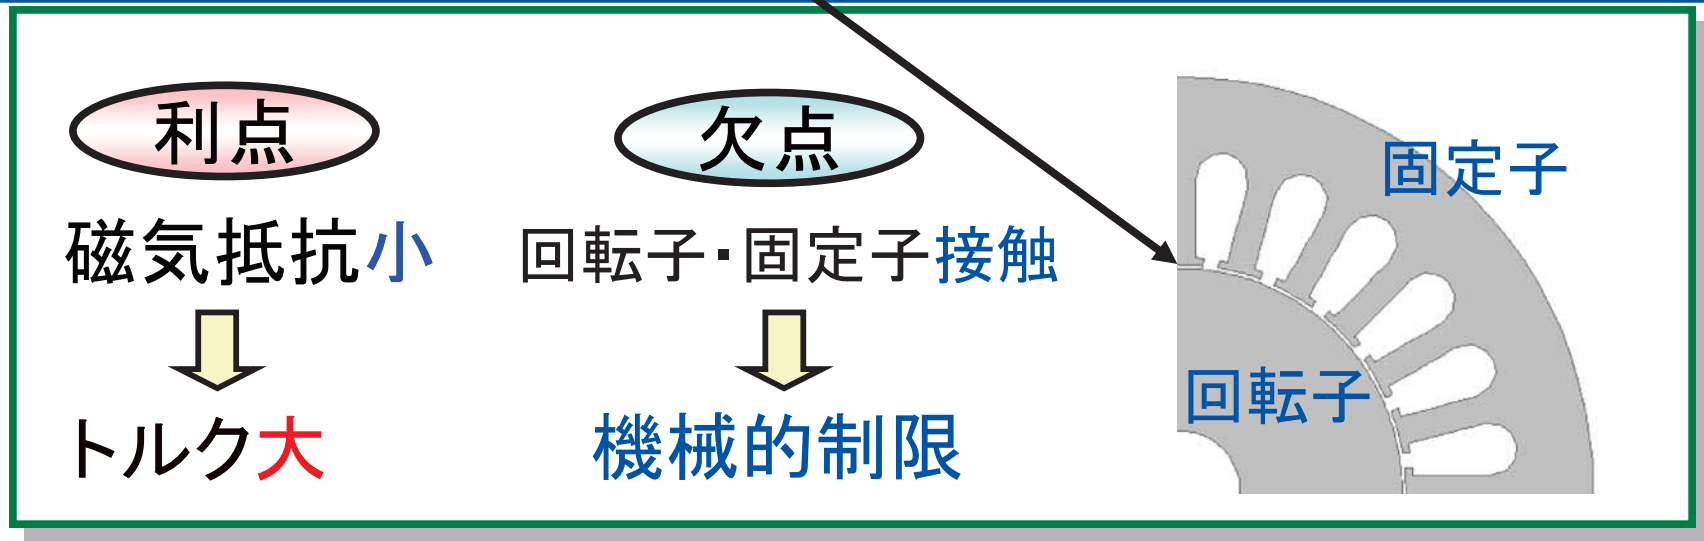 利点
磁気抵抗小
トルク大
欠点
回転子・固定子接触
機械的制限
固定子
回転子